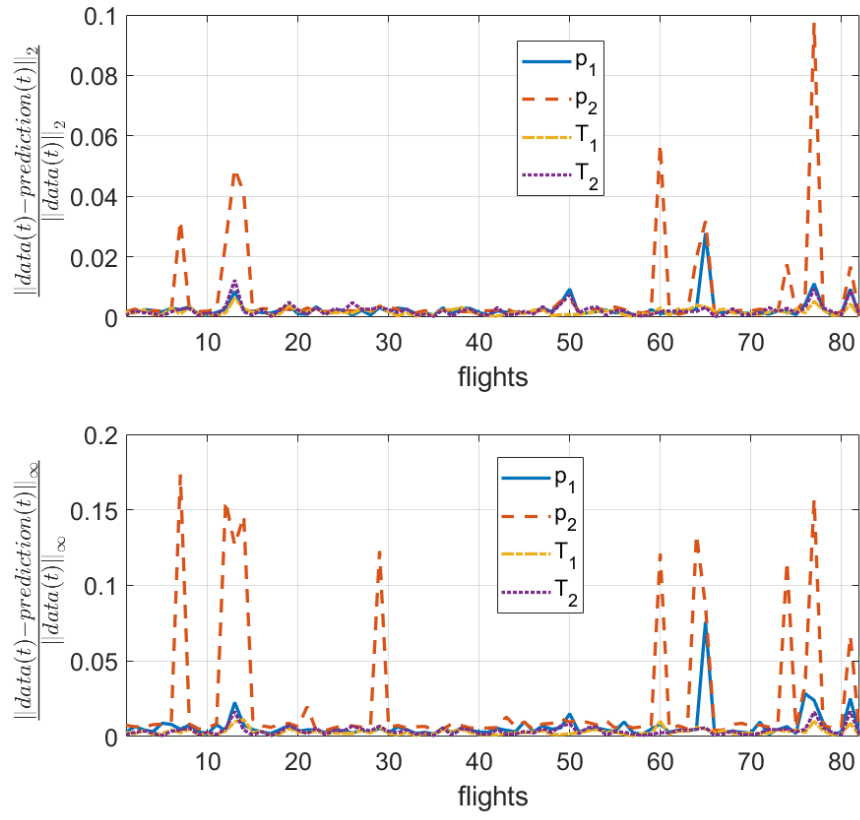 ||data(t)−prediction(t)||₂
||data(t)||₂
0.1
0.08
0.06
0.04
0.02
0
p₁
p₂
T₁
T₂
10 20 30 40 50 60 70 80
flights
||data(t)−prediction(t)||∞
||data(t)||∞
0.2
0.15
0.1
0.05
0
p₁
p₂
T₁
T₂
10 20 30 40 50 60 70 80
flights